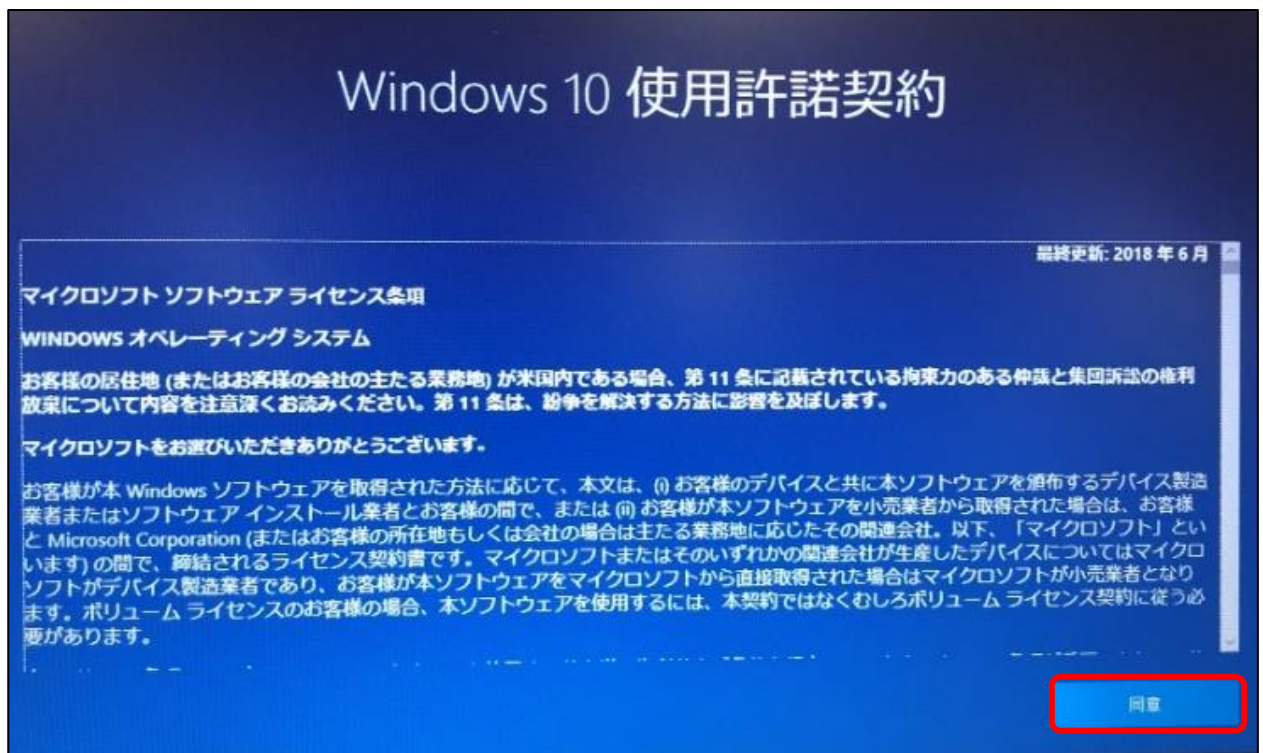 Windows 10 使用許諾契約
最終更新: 2018 年 6 月
マイクロソフト ソフトウェア ライセンス条項
WINDOWS オペレーティング システム
お客様の居住地 (またはお客様の会社の主たる業務地) が米国内である場合、第 11 条に記載されている拘束力のある仲裁と集団訴訟の権利
放棄について内容を注意深くお読みください。第 11 条は、紛争を解決する方法に影響を及ぼします。
マイクロソフトをお選びいただきありがとうございます。
お客様が本 Windows ソフトウェアを取得された方法に応じて、本文は、(i) お客様のデバイスと共に本ソフトウェアを頒布するデバイス製造
業者またはソフトウェア インストール業者とお客様の間で、または (ii) お客様が本ソフトウェアを小売業者から取得された場合は、お客様
と Microsoft Corporation (またはお客様の所在地もしくは会社の場合は主たる業務地に応じたその関連会社。以下、「マイクロソフト」とい
います) の間で、締結されるライセンス契約書です。マイクロソフトまたはそのいずれかの関連会社が生産したデバイスについてはマイクロ
ソフトがデバイス製造業者であり、お客様が本ソフトウェアをマイクロソフトから直接取得された場合はマイクロソフトが小売業者となり
ます。ボリューム ライセンスのお客様の場合、本ソフトウェアを使用するには、本契約ではなくむしろボリューム ライセンス契約に従う必
要があります。
同意